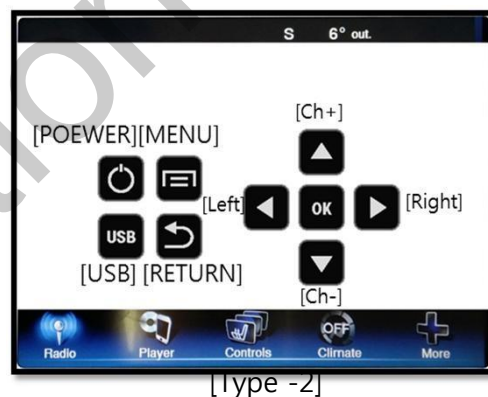 S 6° out.
[Ch+]
[POEWER][MENU]
[Left] OK [Right]
USB
[USB] [RETURN]
[Ch-]
OFF
Radio Player Controls Climate More
[Type -2]